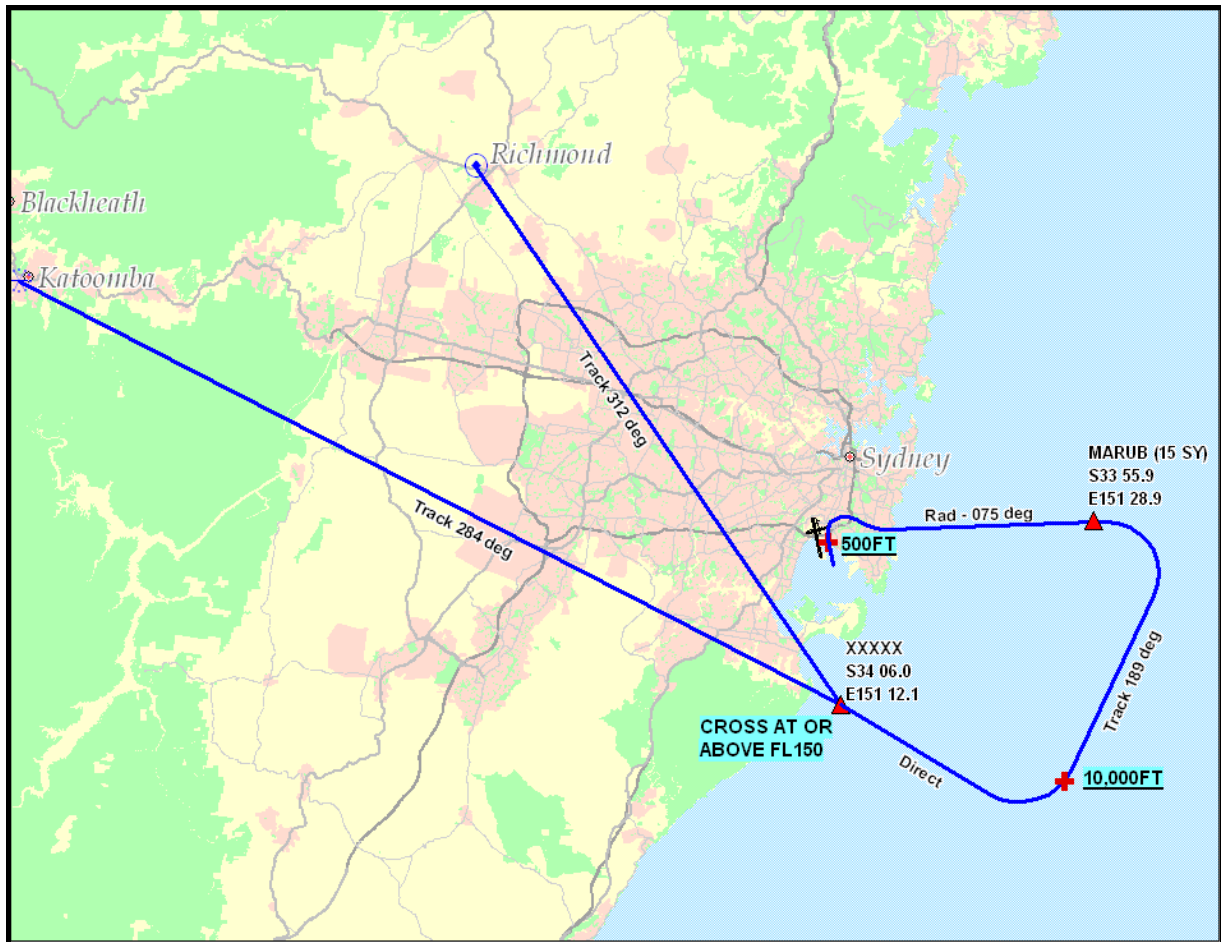 Richmond
Blackheath
Katoomba
Track 312 deg
Sydney
MARUB (15 SY)
S33 55.9
E151 28.9
Track 284 deg
Rad - 075 deg
500FT
XXXXX
S34 06.0
E151 12.1
Track 189 deg
CROSS AT OR
ABOVE FL150
Direct
10,000FT